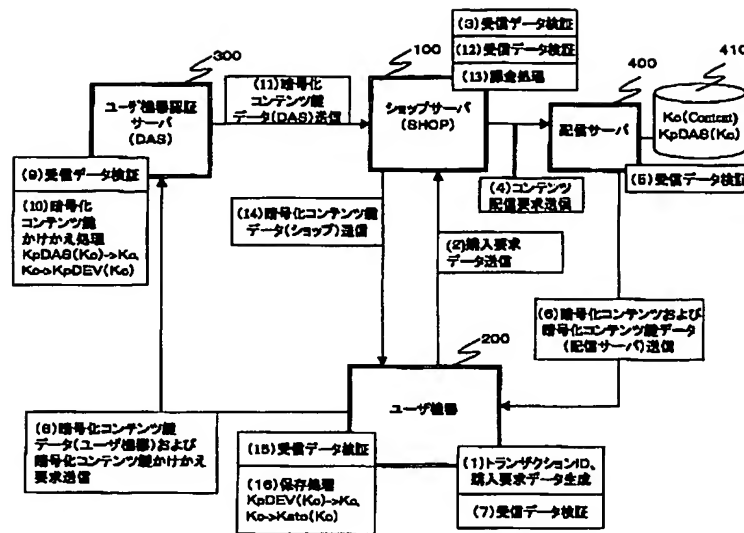 300
ユーザ機器認証
サーバ
(DAS)
(9)受信データ検証
(10)暗号化
コンテンツ鍵
かけかえ処理
KpDAS(Kc)->Kc,
Kc->KpDEV(Kc)
(11)暗号化
コンテンツ鍵
データ(DAS)送信
100
ショップサーバ
(SHOP)
(3)受信データ検証
(12)受信データ検証
(13)課金処理
400
配信サーバ
410
Kc(Content)
KpDAS(Kc)
(5)受信データ検証
(4)コンテンツ
配信要求送信
(14)暗号化コンテンツ鍵
データ(ショップ)送信
(2)購入要求
データ送信
(6)暗号化コンテンツおよび
暗号化コンテンツ鍵データ
(配信サーバ)送信
200
ユーザ機器
(8)暗号化コンテンツ鍵
データ(ユーザ機器)および
暗号化コンテンツ鍵かけかえ
要求送信
(15)受信データ検証
(16)保存処理
KpDEV(Kc)->Kc,
Kc->Ksto(Kc)
(1)トランザクションID、
購入要求データ生成
(7)受信データ検証